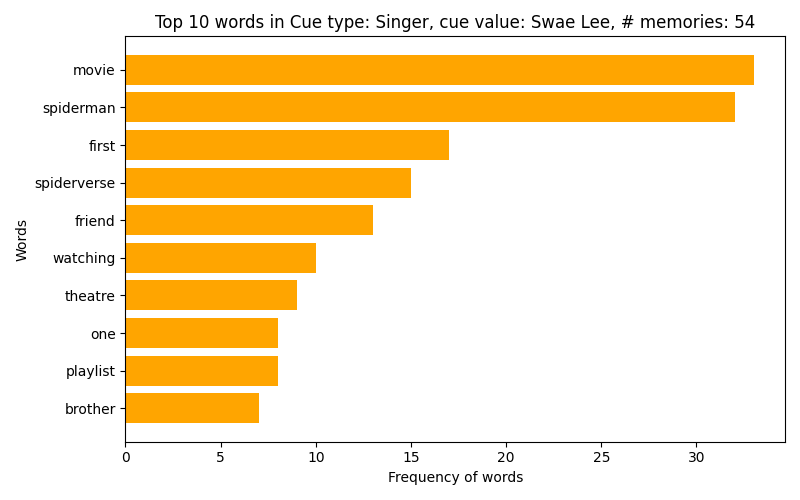 Top 10 words in Cue type: Singer, cue value: Swae Lee, # memories: 54
movie
spiderman
first
spiderverse
friend
watching
theatre
one
playlist
brother
Words
0 5 10 15 20 25 30
Frequency of words